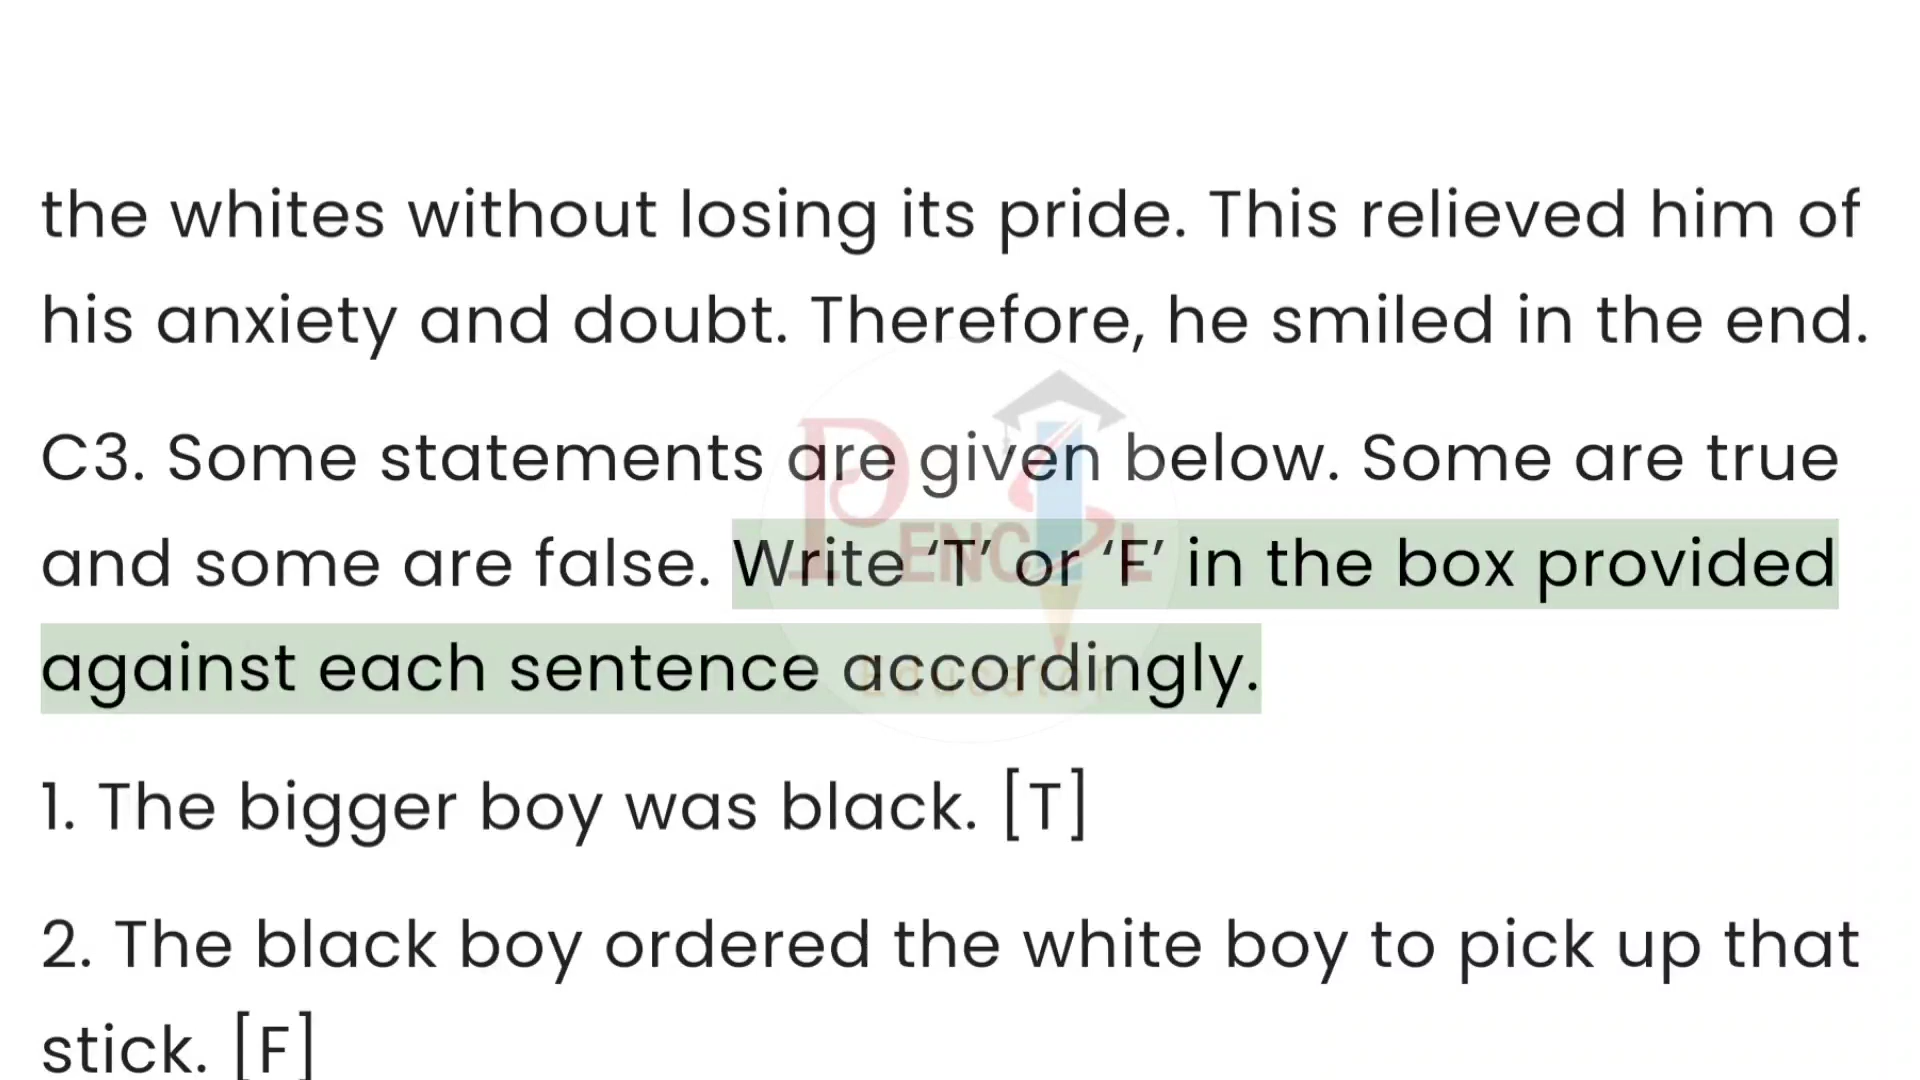 the whites without losing its pride. This relieved him of
his anxiety and doubt. Therefore, he smiled in the end.
C3. Some statements are given below. Some are true
and some are false. Write ‘T’ or ‘F’ in the box provided
against each sentence accordingly.
1. The bigger boy was black. [T]
2. The black boy ordered the white boy to pick up that
stick. [F]
PENCIL
Educator